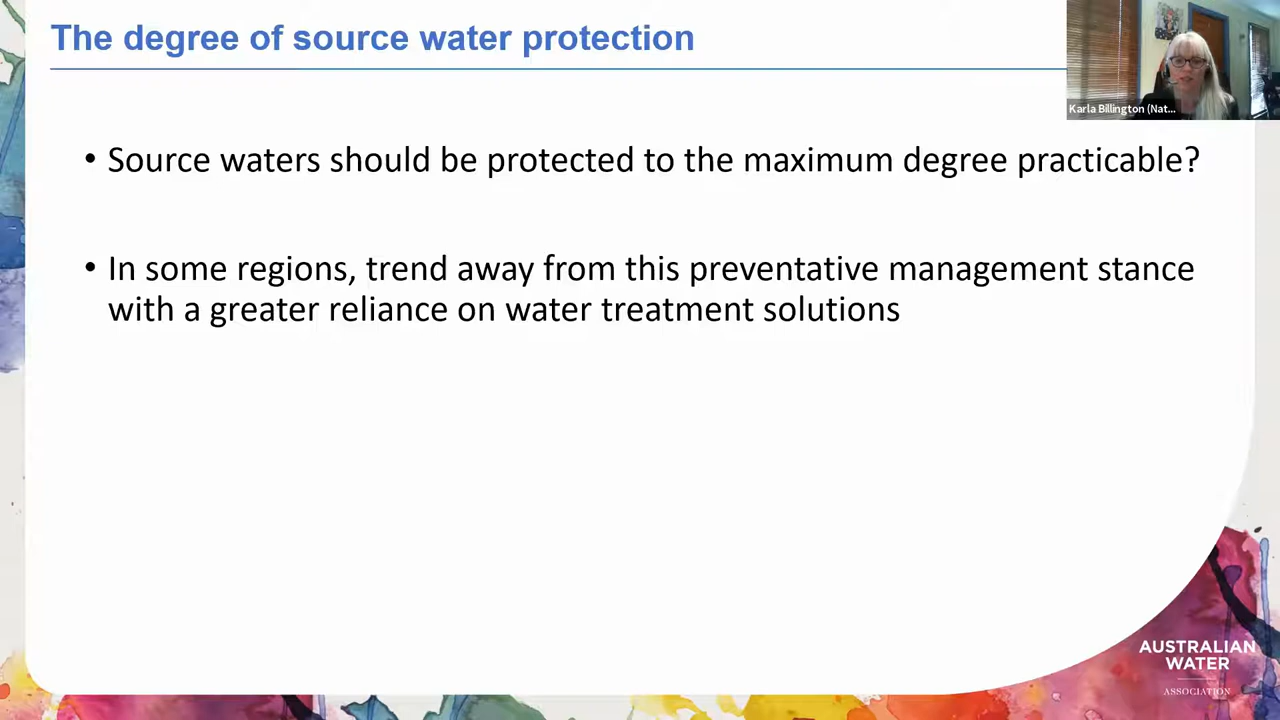 The degree of source water protection
Karla Billington (Nat...
• Source waters should be protected to the maximum degree practicable?
• In some regions, trend away from this preventative management stance
with a greater reliance on water treatment solutions
AUSTRALIAN
WATER
ASSOCIATION